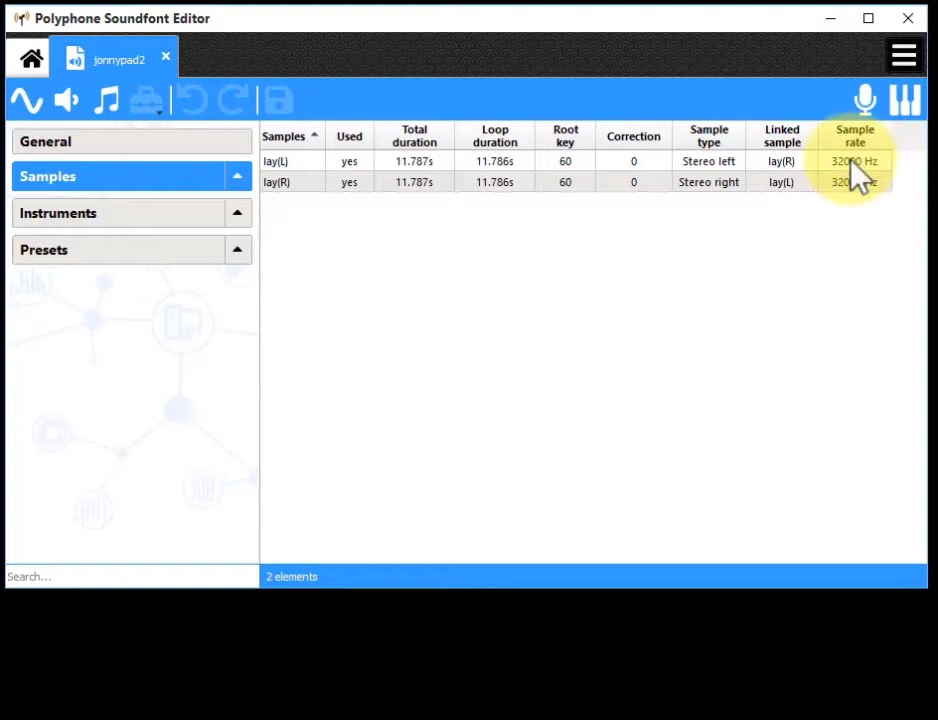 Polyphone Soundfont Editor
jonnypad2
General
Samples
Instruments
Presets
Search...
Samples Used Total duration Loop duration Root key Correction Sample type Linked sample Sample rate
lay(L) yes 11.787s 11.786s 60 0 Stereo left lay(R) 32000 Hz
lay(R) yes 11.787s 11.786s 60 0 Stereo right lay(L)
2 elements